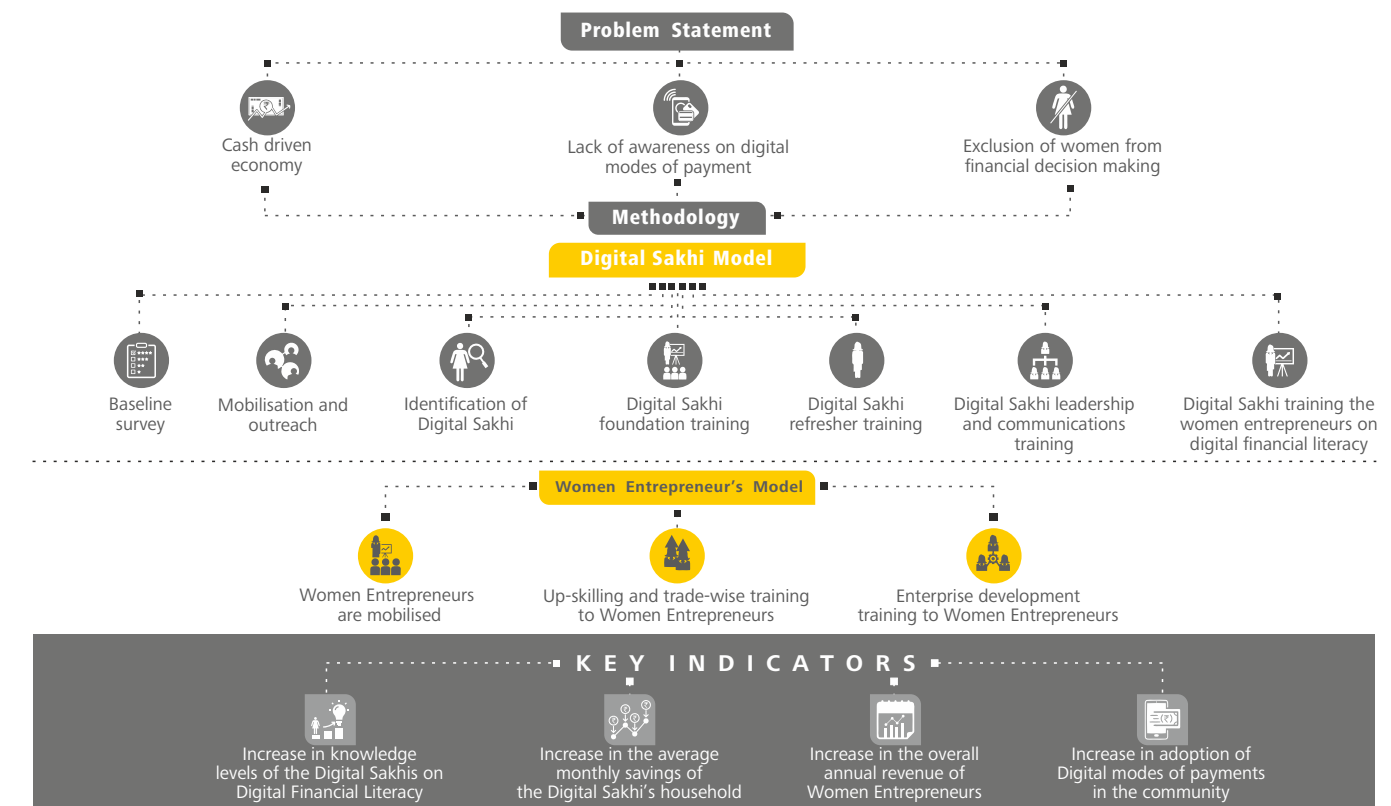 Problem Statement
Cash driven
economy
Lack of awareness on digital
modes of payment
Exclusion of women from
financial decision making
Methodology
Digital Sakhi Model
Baseline
survey
Mobilisation and
outreach
Identification of
Digital Sakhi
Digital Sakhi
foundation training
Digital Sakhi
refresher training
Digital Sakhi leadership
and communications
training
Digital Sakhi training the
women entrepreneurs on
digital financial literacy
Women Entrepreneur's Model
Women Entrepreneurs
are mobilised
Up-skilling and trade-wise training
to Women Entrepreneurs
Enterprise development
training to Women Entrepreneurs
KEY INDICATORS
Increase in knowledge
levels of the Digital Sakhis on
Digital Financial Literacy
Increase in the average
monthly savings of
the Digital Sakhi's household
Increase in the overall
annual revenue of
Women Entrepreneurs
Increase in adoption of
Digital modes of payments
in the community